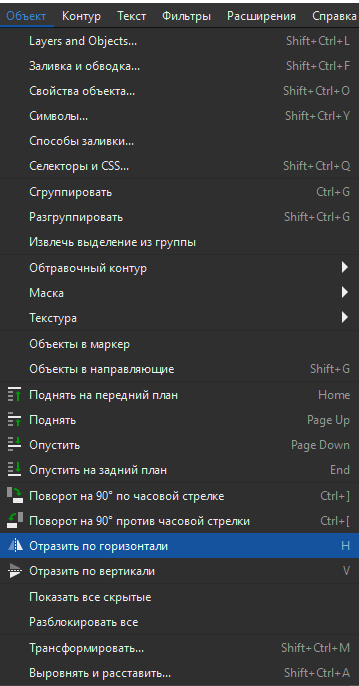 Объект Контур Текст Фильтры Расширения Справка
Layers and Objects... Shift+Ctrl+L
Заливка и обводка... Shift+Ctrl+F
Свойства объекта... Shift+Ctrl+O
Символы... Shift+Ctrl+Y
Способы заливки...
Селекторы и CSS... Shift+Ctrl+Q
Сгруппировать Ctrl+G
Разгруппировать Shift+Ctrl+G
Извлечь выделение из группы
Обтравочный контур
Маска
Текстура
Объекты в маркер
Объекты в направляющие Shift+G
Поднять на передний план Home
Поднять Page Up
Опустить Page Down
Опустить на задний план End
Поворот на 90° по часовой стрелке Ctrl+]
Поворот на 90° против часовой стрелки Ctrl+[
Отразить по горизонтали H
Отразить по вертикали V
Показать все скрытые
Разблокировать все
Трансформировать... Shift+Ctrl+M
Выровнять и расставить... Shift+Ctrl+A